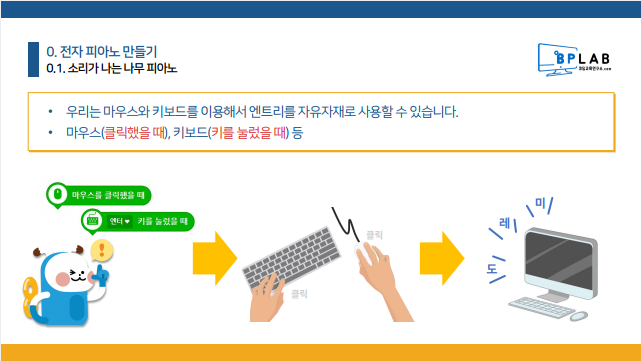 0. 전자 피아노 만들기
0.1. 소리가 나는 나무 피아노
BPLAB
• 우리는 마우스와 키보드를 이용해서 엔트리를 자유자재로 사용할 수 있습니다.
• 마우스(클릭했을 때), 키보드(키를 눌렀을 때) 등
마우스를 클릭했을 때
엔터 ▼ 키를 눌렀을 때
클릭
클릭
미
레
도